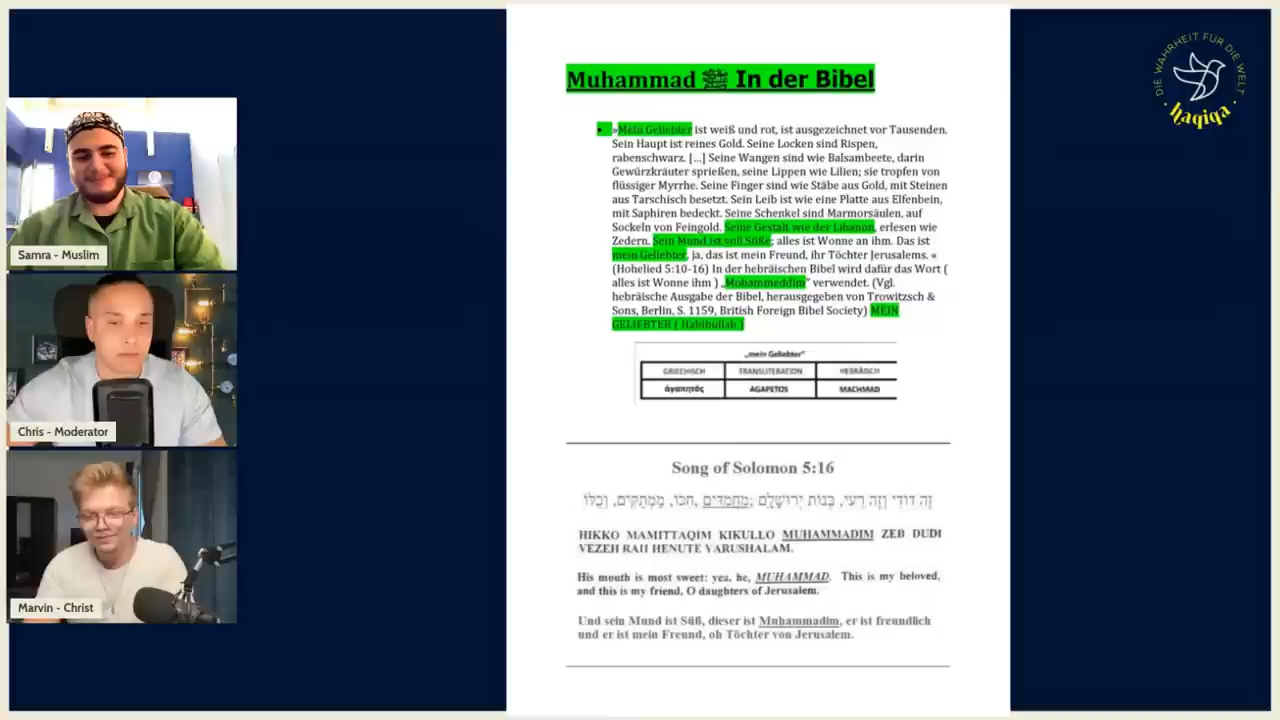 Muhammad ﷺ In der Bibel
• »Mein Geliebter ist weiß und rot, ist ausgezeichnet vor Tausenden.
Sein Haupt ist reines Gold. Seine Locken sind Rispen,
rabenschwarz. […] Seine Wangen sind wie Balsambeete, darin
Gewürzkräuter sprießen, seine Lippen wie Lilien; sie tropfen von
flüssiger Myrrhe. Seine Finger sind wie Stäbe aus Gold, mit Steinen
aus Tarschisch besetzt. Sein Leib ist wie eine Platte aus Elfenbein,
mit Saphiren bedeckt. Seine Schenkel sind Marmorsäulen, auf
Sockeln von Feingold. Seine Gestalt wie der Libanon, erlesen wie
Zedern. Sein Mund ist voll Süße; alles ist Wonne an ihm. Das ist
mein Geliebter, ja, das ist mein Freund, ihr Töchter Jerusalems. «
(Hohelied 5:10-16) In der hebräischen Bibel wird dafür das Wort (
alles ist Wonne ihm ) „Mohammeddim" verwendet. (Vgl.
hebräische Ausgabe der Bibel, herausgegeben von Trowitzsch &
Sons, Berlin, S. 1159, British Foreign Bibel Society) MEIN
GELIEBTER ( Habibullah )
„mein Geliebter"
GRIECHISCH TRANSLITERATION HEBRÄISCH
ἀγαπητός AGAPETOS MACHMAD
Song of Solomon 5:16
חִכּוֹ, מַמְתַקִּים, וְכֻלּוֹ, מַחֲמַדִּים; זֶה דוֹדִי וְזֶה רֵעִי, בְּנוֹת יְרוּשָׁלִָם
HIKKO MAMITTAQIM KIKULLO MUHAMMADIM ZEB DUDI
VEZEH RAJI HENUTE YARUSHALAM.
His mouth is most sweet: yea, he, MUHAMMAD. This is my beloved,
and this is my friend, O daughters of Jerusalem.
Und sein Mund ist Süß, dieser ist Muhammadim, er ist freundlich
und er ist mein Freund, oh Töchter von Jerusalem.
Samra - Muslim
Chris - Moderator
Marvin - Christ
DIE WAHRHEIT FÜR DIE WELT
haqiqa